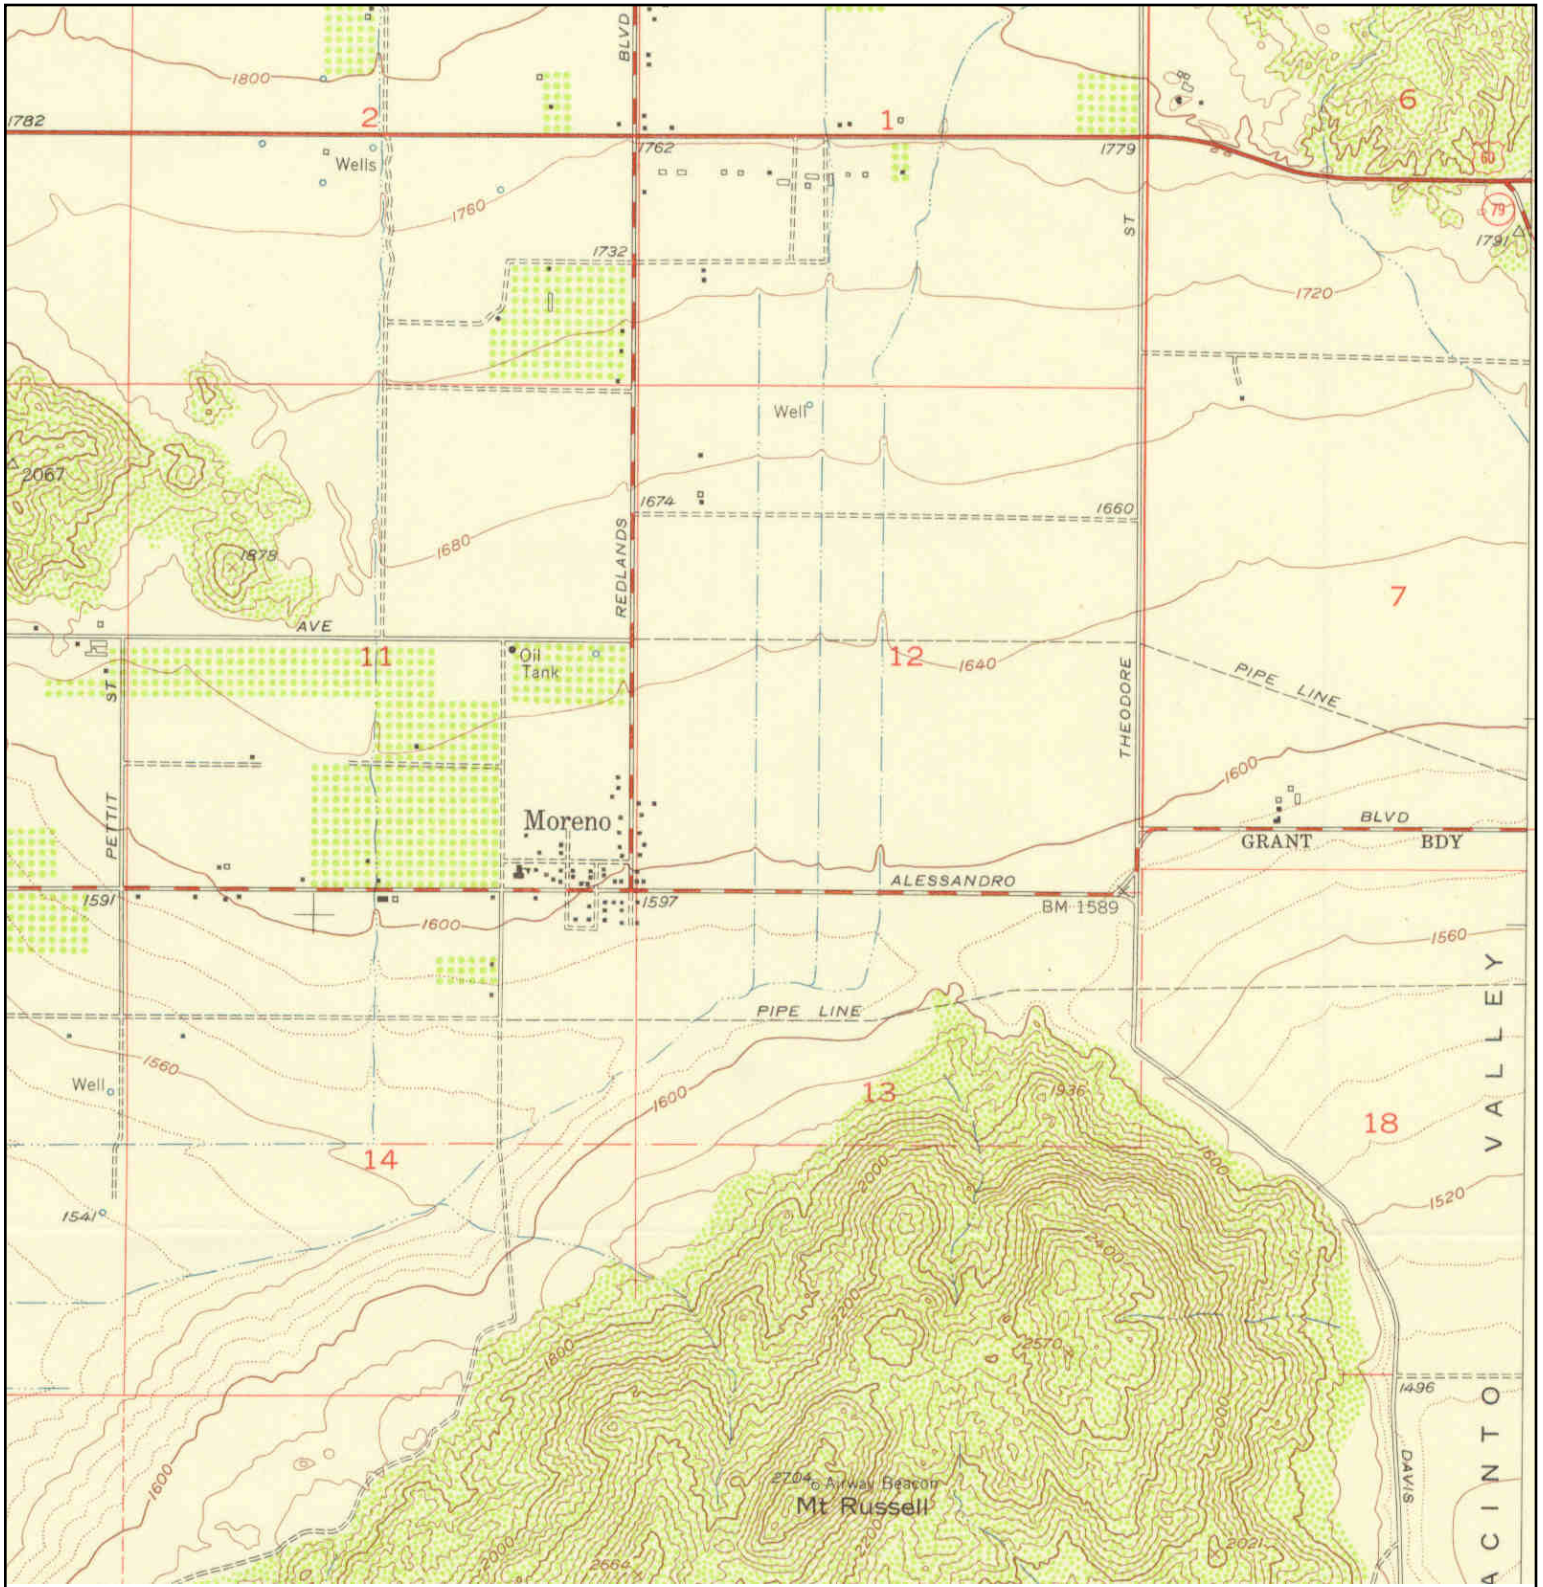 BLVD
1800
2
1
6
1782
1762
1779
60
Wells
1760
79
1791
ST
1732
1720
Well
2067
1674
1660
1680
1878
REDLANDS
7
AVE
11
Oil
Tank
12
1640
PIPE LINE
ST
THEODORE
1600
PETTIT
Moreno
BLVD
GRANT BDY
ALESSANDRO
1591
1597
BM 1589
1600
1560
VALLEY
PIPE LINE
1560
Well
1600
13
1936
18
14
2000
1600
1520
1541
2400
2200
1800
2570
1496
2000
ACINTO
DAVIS
1600
2704 Airway Beacon
Mt Russell
2000
2564
2200
2021